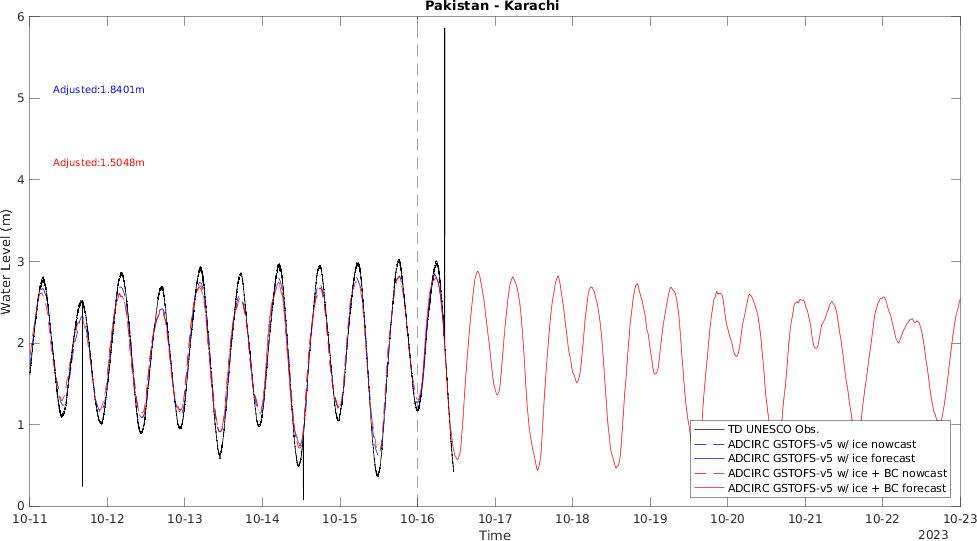 Pakistan - Karachi
6
5
4
3
2
1
0
Water Level (m)
Adjusted:1.8401m
Adjusted:1.5048m
TD UNESCO Obs.
ADCIRC GSTOFS-v5 w/ ice nowcast
ADCIRC GSTOFS-v5 w/ ice forecast
ADCIRC GSTOFS-v5 w/ ice + BC nowcast
ADCIRC GSTOFS-v5 w/ ice + BC forecast
10-11 10-12 10-13 10-14 10-15 10-16 10-17 10-18 10-19 10-20 10-21 10-22 10-23
Time
2023